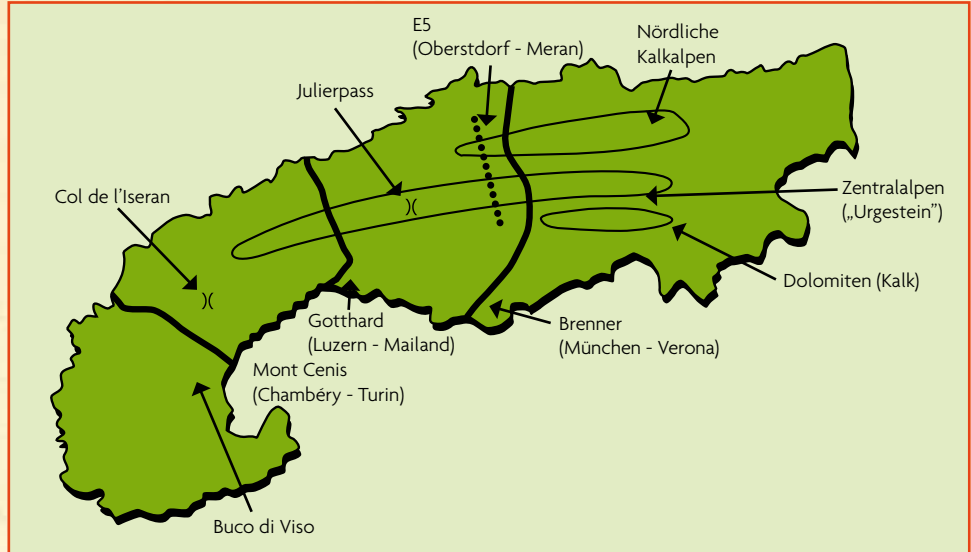 E5
(Oberstdorf - Meran)
Nördliche
Kalkalpen
Julierpass
Col de l'Iseran
Zentralalpen
(„Urgestein”)
Dolomiten (Kalk)
Gotthard
(Luzern - Mailand)
Brenner
(München - Verona)
Mont Cenis
(Chambéry - Turin)
Buco di Viso